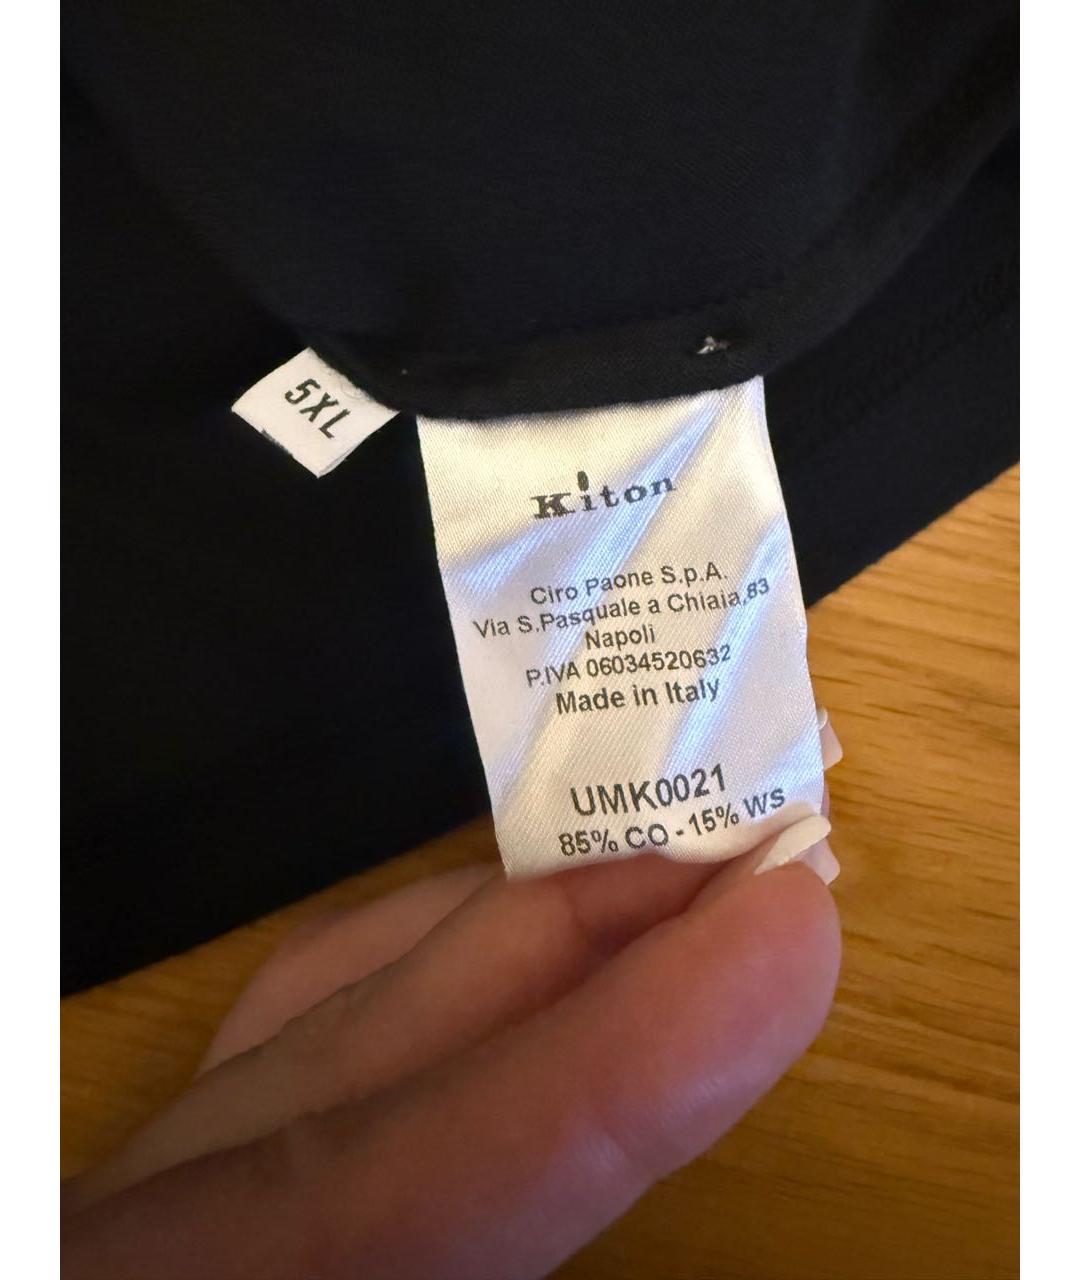 5XL
Kiton
Ciro Paone S.p.A.
Via S.Pasquale a Chiaia,83
Napoli
P.IVA 06034520632
Made in Italy
UMK0021
85% CO - 15% WS